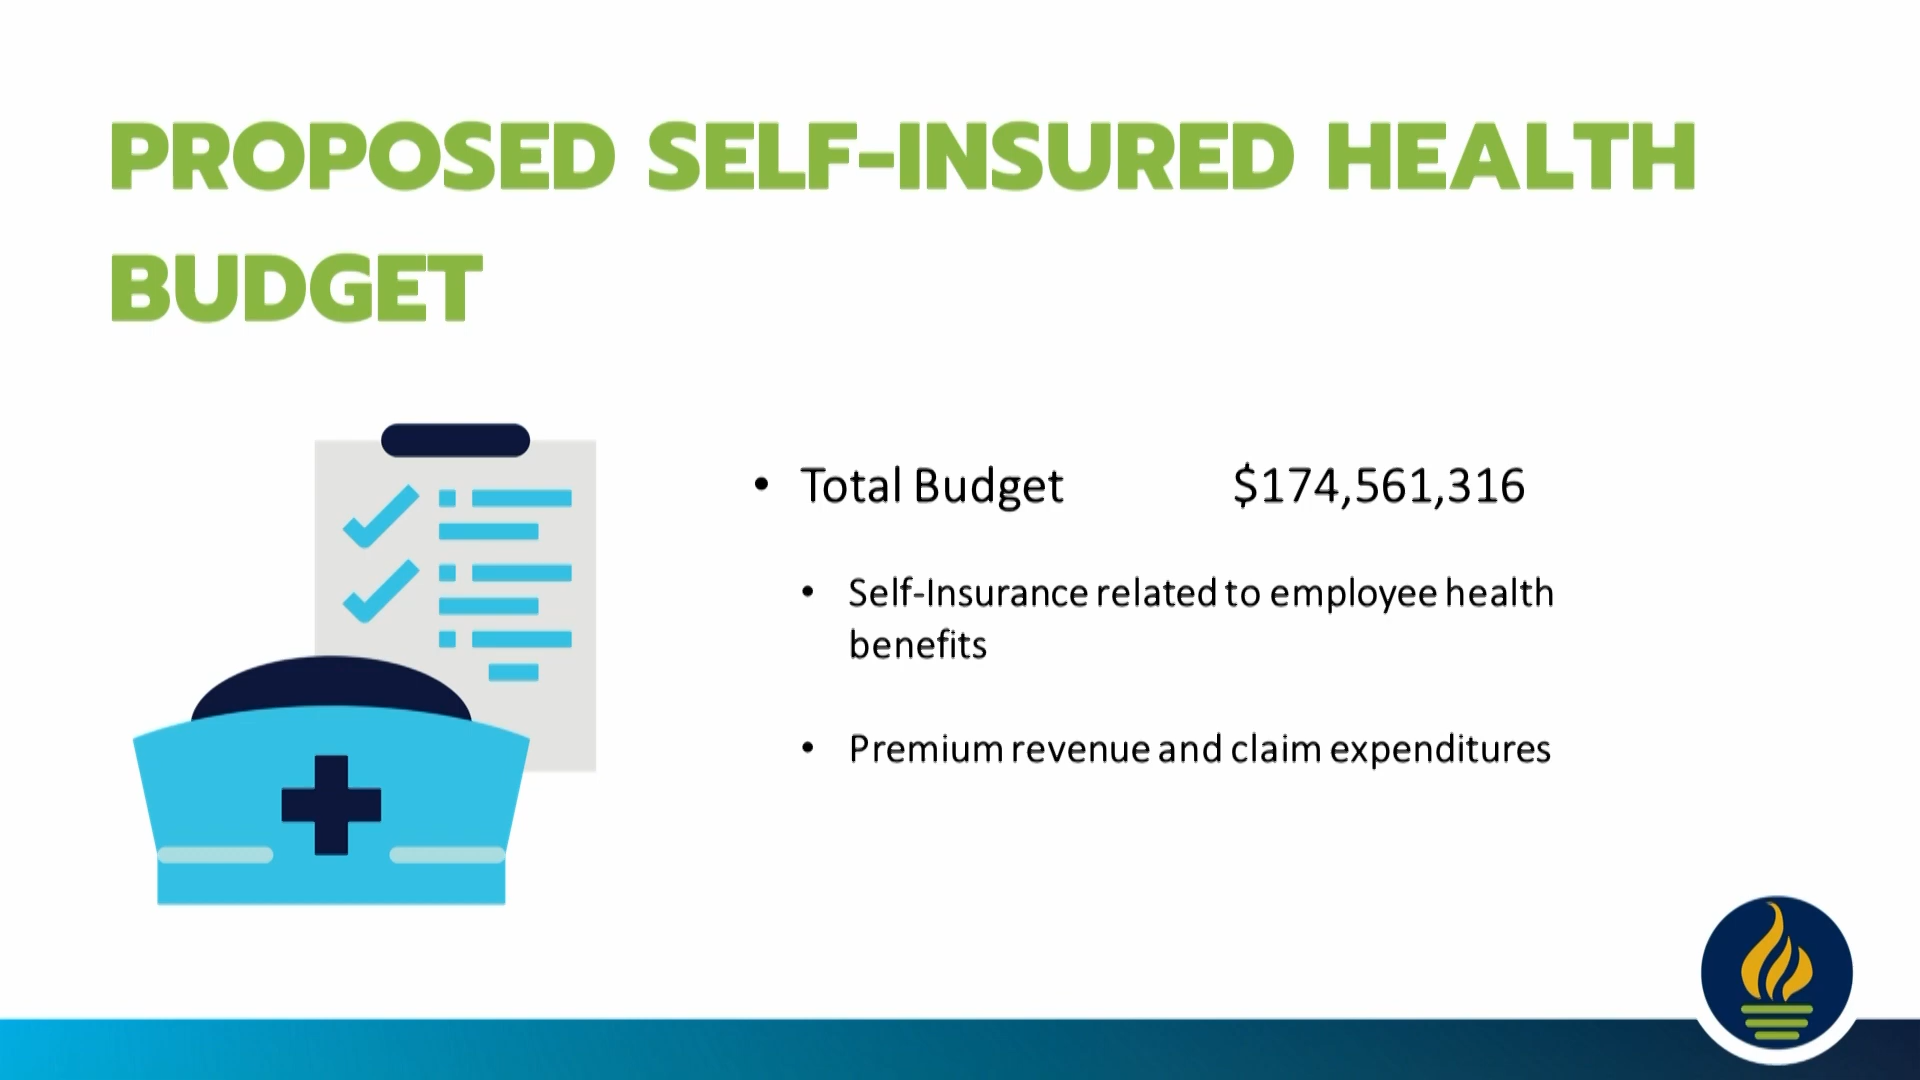 PROPOSED SELF-INSURED HEALTH
BUDGET
• Total Budget $174,561,316
• Self-Insurance related to employee health
benefits
• Premium revenue and claim expenditures